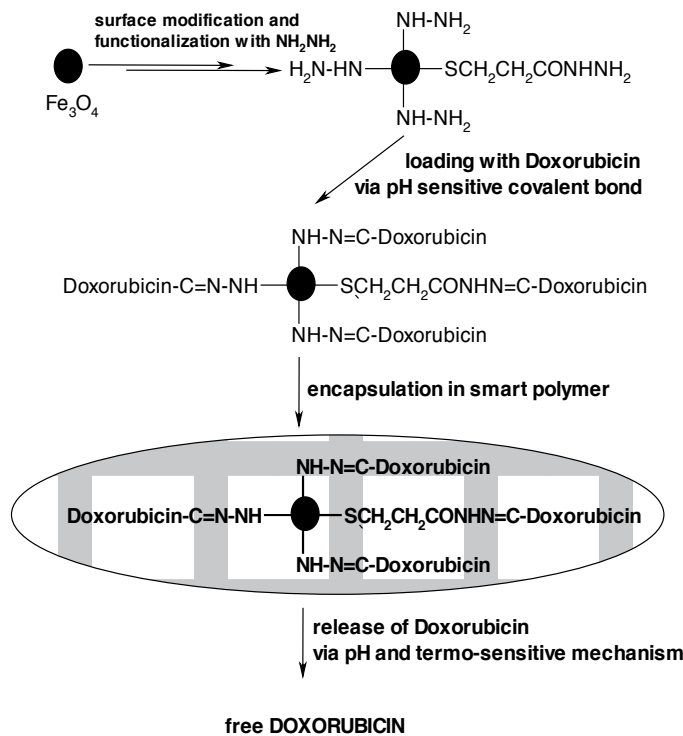 surface modification and
functionalization with NH₂NH₂
Fe₃O₄
NH-NH₂
H₂N-HN
SCH₂CH₂CONHNH₂
NH-NH₂
loading with Doxorubicin
via pH sensitive covalent bond
NH-N=C-Doxorubicin
Doxorubicin-C=N-NH
SCH₂CH₂CONHN=C-Doxorubicin
NH-N=C-Doxorubicin
encapsulation in smart polymer
NH-N=C-Doxorubicin
Doxorubicin-C=N-NH
SCH₂CH₂CONHN=C-Doxorubicin
NH-N=C-Doxorubicin
release of Doxorubicin
via pH and termo-sensitive mechanism
free DOXORUBICIN